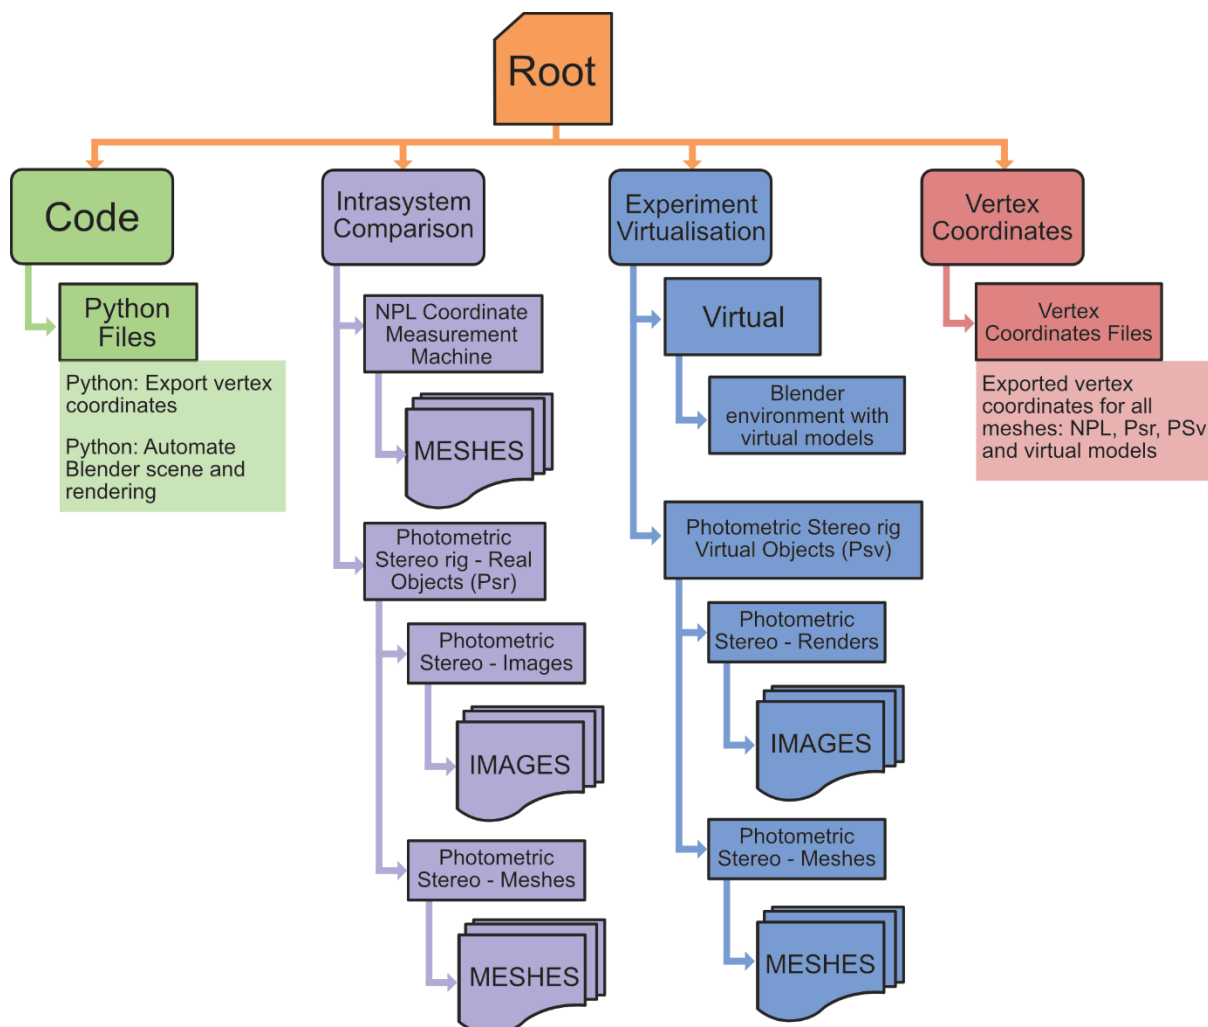 Root
Code
Python
Files
Python: Export vertex
coordinates
Python: Automate
Blender scene and
rendering
Intrasystem
Comparison
NPL Coordinate
Measurement
Machine
MESHES
Photometric
Stereo rig - Real
Objects (Psr)
Photometric
Stereo - Images
IMAGES
Photometric
Stereo - Meshes
MESHES
Experiment
Virtualisation
Virtual
Blender
environment with
virtual models
Photometric Stereo rig
Virtual Objects (Psv)
Photometric
Stereo - Renders
IMAGES
Photometric
Stereo - Meshes
MESHES
Vertex
Coordinates
Vertex
Coordinates Files
Exported vertex
coordinates for all
meshes: NPL, Psr, PSv
and virtual models